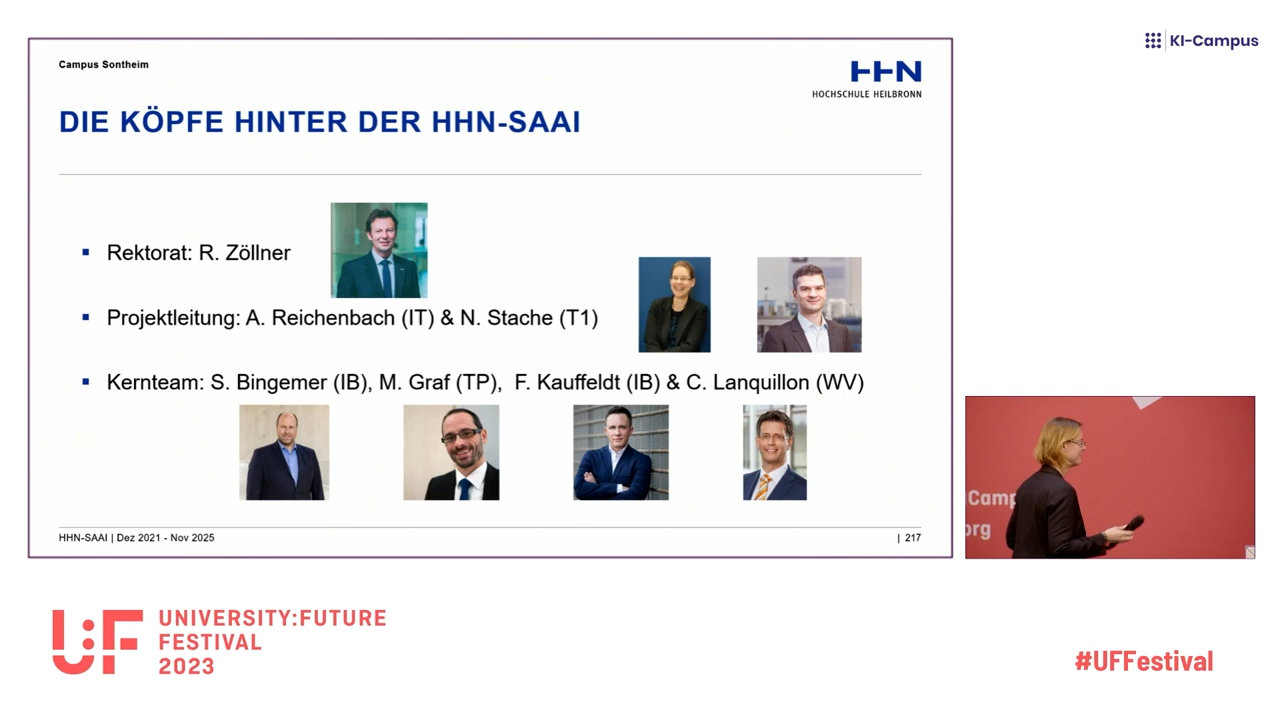 KI-Campus
Campus Sontheim
HHN
HOCHSCHULE HEILBRONN
DIE KÖPFE HINTER DER HHN-SAAI
▪ Rektorat: R. Zöllner
▪ Projektleitung: A. Reichenbach (IT) & N. Stache (T1)
▪ Kernteam: S. Bingemer (IB), M. Graf (TP), F. Kauffeldt (IB) & C. Lanquillon (WV)
HHN-SAAI | Dez 2021 - Nov 2025
| 217
Camp
org
U:F
UNIVERSITY:FUTURE
FESTIVAL
2023
#UFFestival